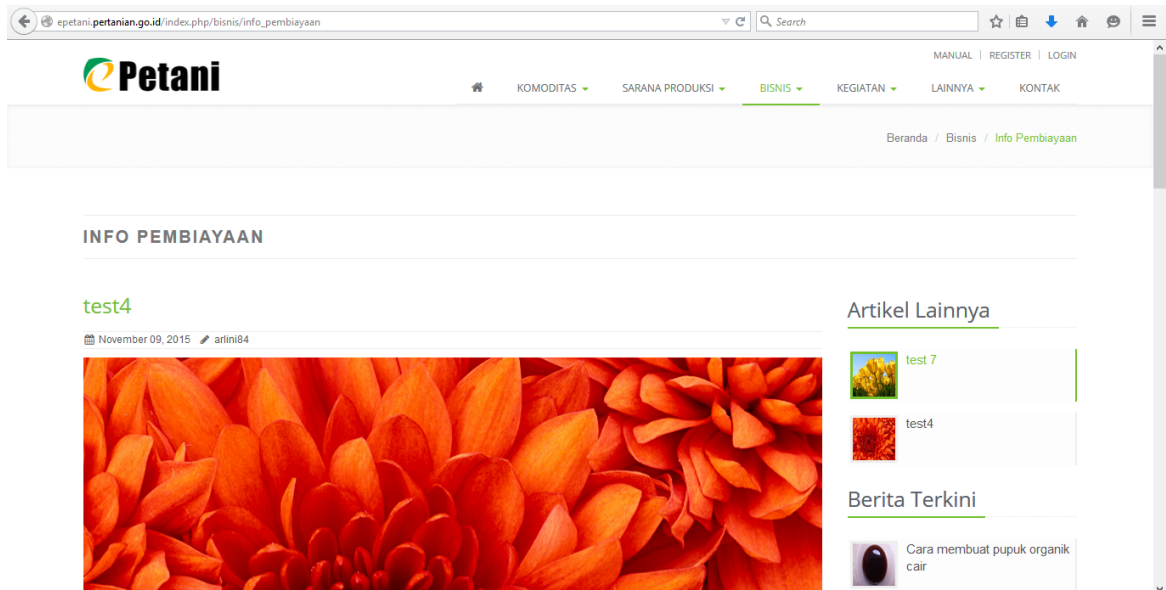 epetani.pertanian.go.id/index.php/bisnis/info_pembiayaan
Search
MANUAL | REGISTER | LOGIN
ePetani
KOMODITAS SARANA PRODUKSI BISNIS KEGIATAN LAINNYA KONTAK
Beranda / Bisnis / Info Pembiayaan
INFO PEMBIAYAAN
test4
November 09, 2015 arlini84
Artikel Lainnya
test 7
test4
Berita Terkini
Cara membuat pupuk organik
cair